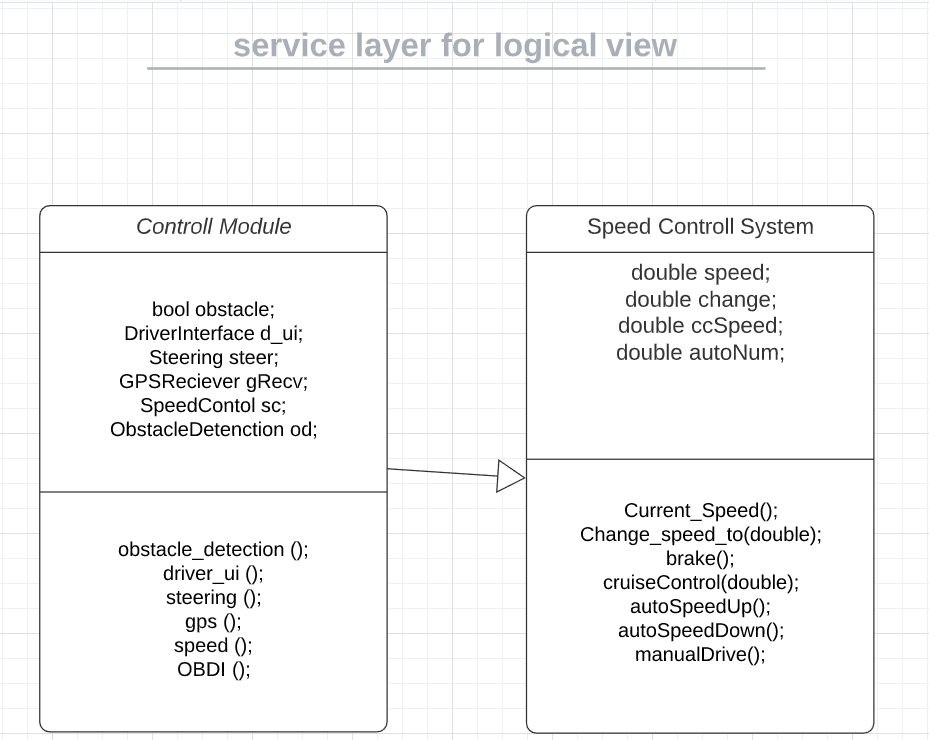 service layer for logical view
Controll Module
bool obstacle;
DriverInterface d_ui;
Steering steer;
GPSReciever gRecv;
SpeedContol sc;
ObstacleDetenction od;
obstacle_detection ();
driver_ui ();
steering ();
gps ();
speed ();
OBDI ();
Speed Controll System
double speed;
double change;
double ccSpeed;
double autoNum;
Current_Speed();
Change_speed_to(double);
brake();
cruiseControl(double);
autoSpeedUp();
autoSpeedDown();
manualDrive();